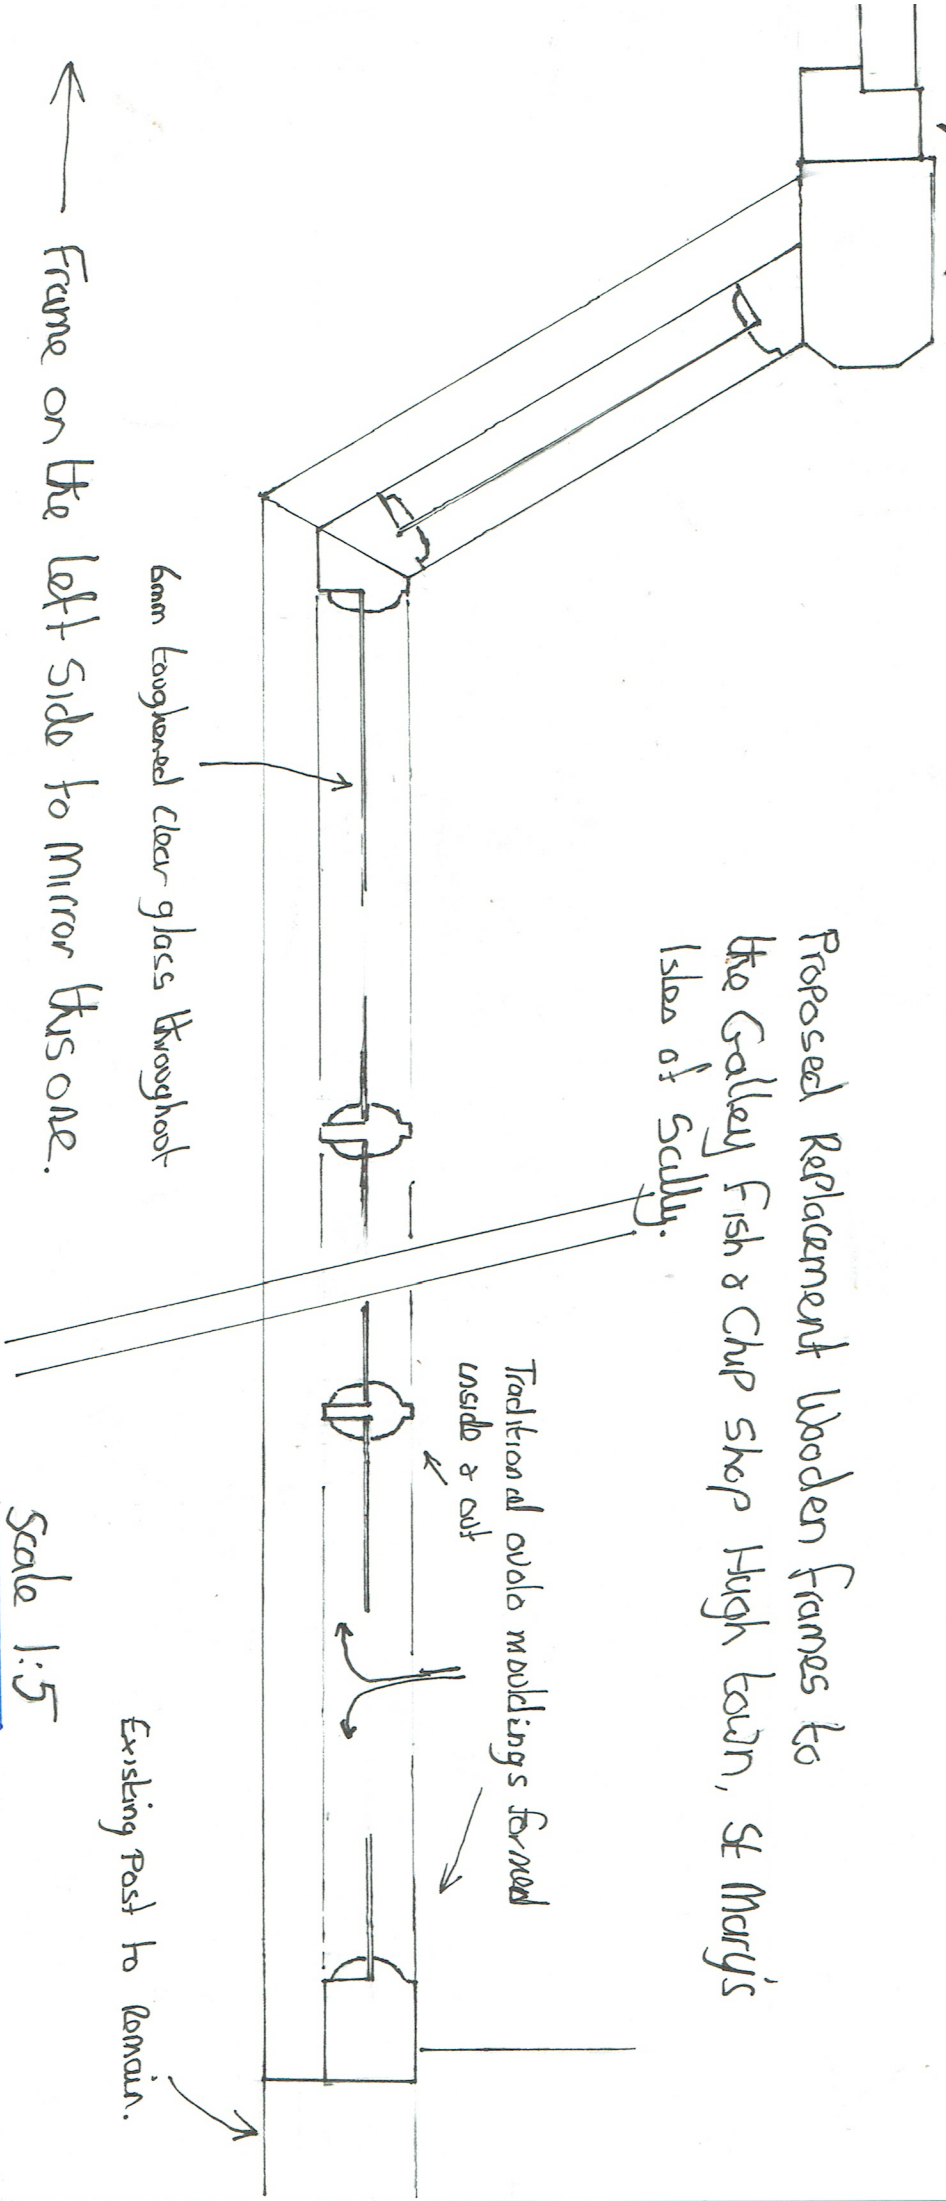 Proposed Replacement Wooden frames to
the Galley Fish & Chip Shop Hugh town, St Mary's
Isles of Scilly.
Traditional ovolo mouldings formed
inside & out
6mm toughened clear glass throughout
Existing Post to Remain.
Frame on the left side to Mirror this one.
Scale 1:5